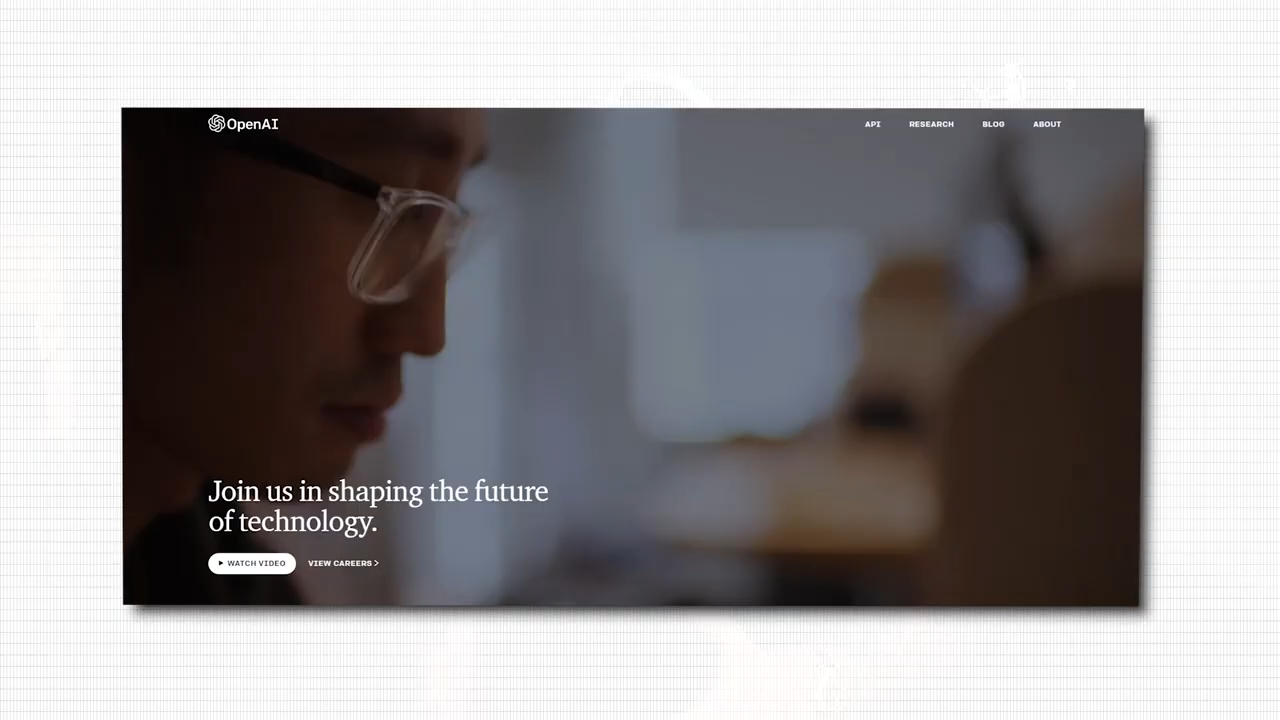 OpenAI
API RESEARCH BLOG ABOUT
Join us in shaping the future
of technology.
WATCH VIDEO VIEW CAREERS >